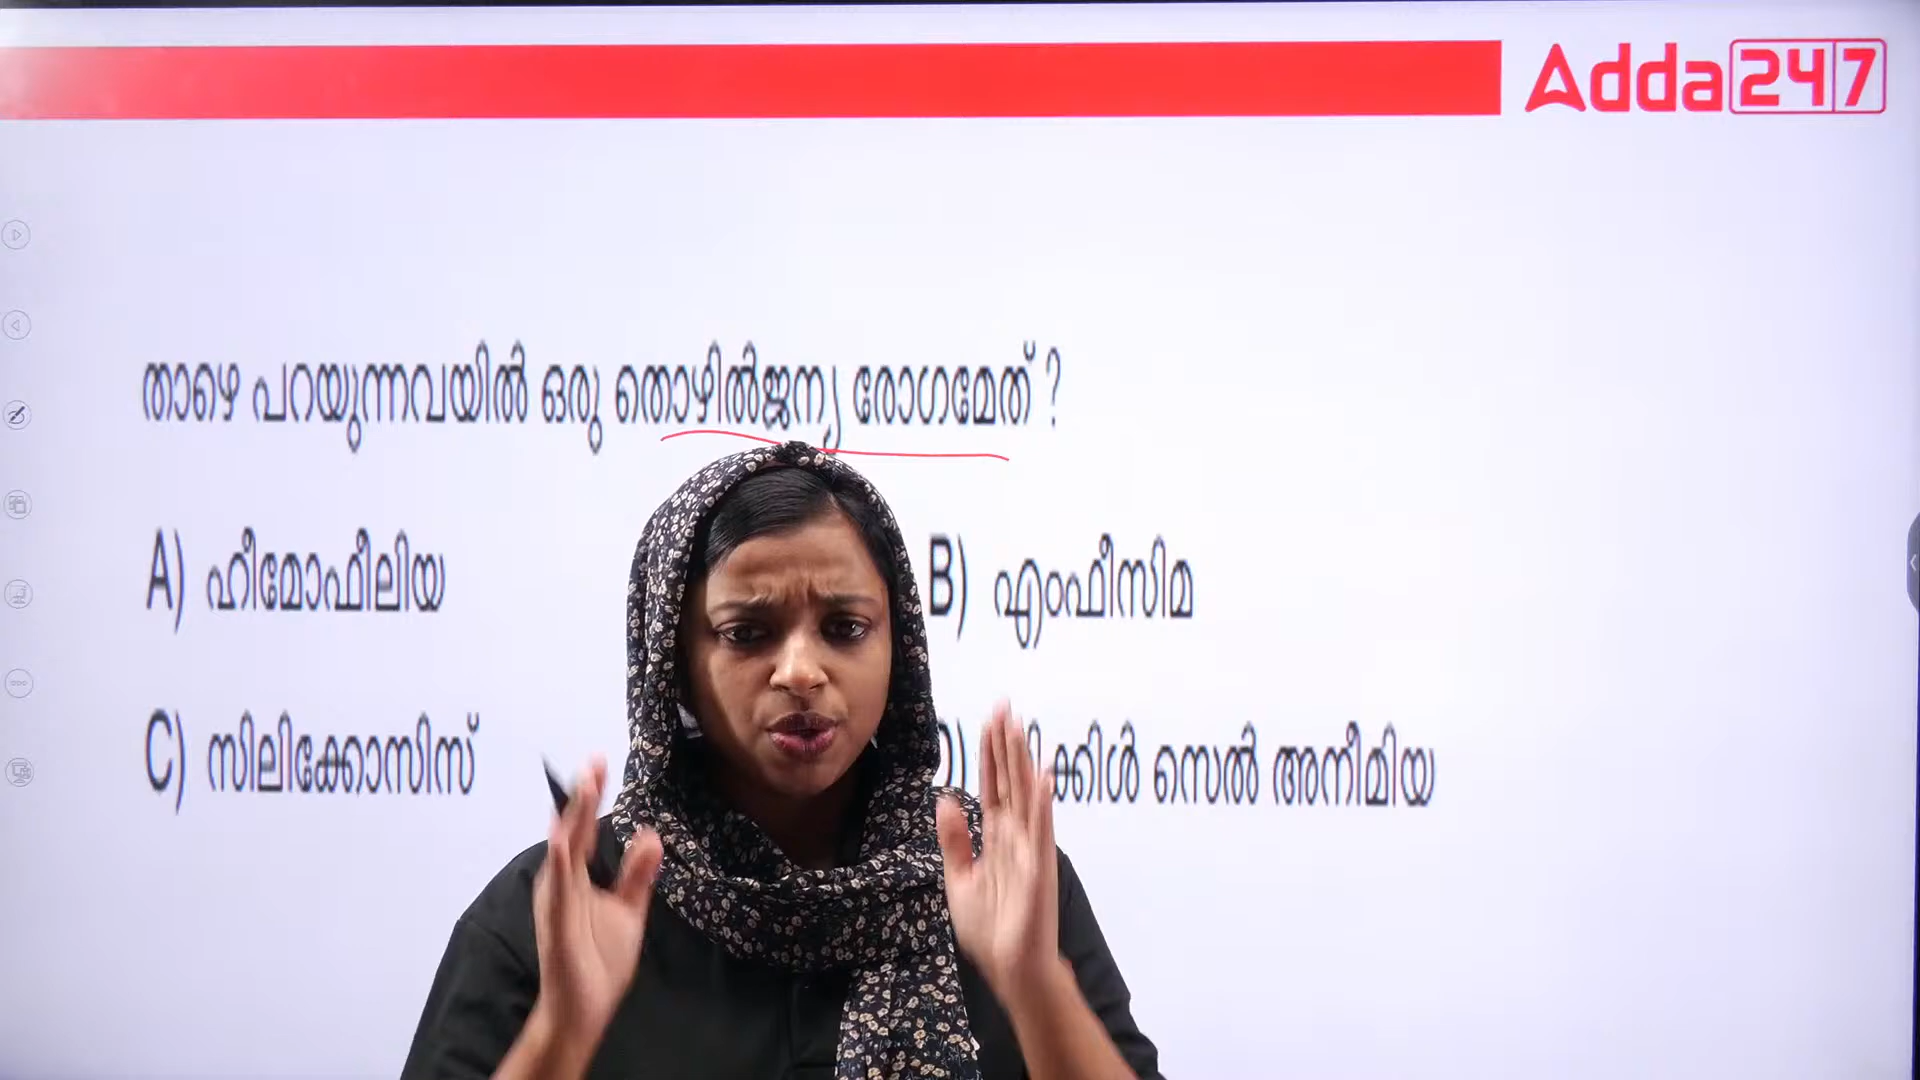 Adda247
താഴെ പറയുന്നവയിൽ ഒരു തൊഴിൽജന്യ രോഗമേത് ?
A) ഹീമോഫീലിയ
B) എംഫീസിമ
C) സിലിക്കോസിസ്
സെൽ അനീമിയ